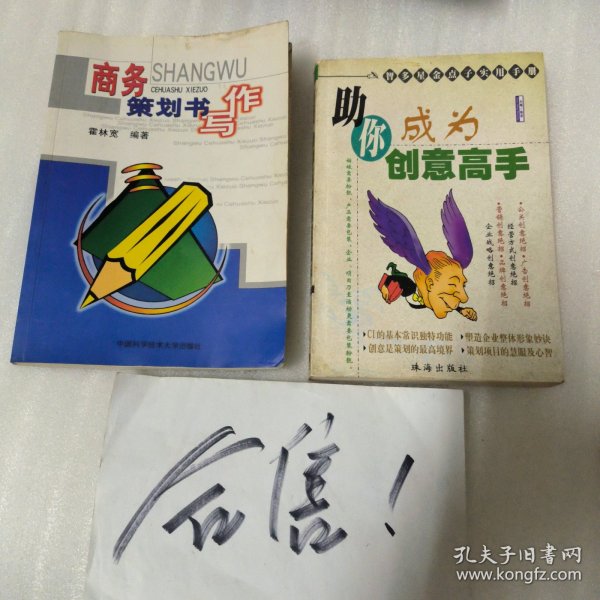 商务
SHANGWU
CEHUASHU XIEZUO
策划书写作
霍林宽 编著
Shangwu Cehuashu Xiezuo
中国科学技术大学出版社
智多星金点子实用手册
助你成为
创意高手
·公关创意绝招·广告创意绝招
经营方式创意绝招
·营销创意绝招·品牌创意绝招
企业战略创意绝招
CI的基本常识独特功能
塑造企业整体形象妙诀
创意是策划的最高境界
策划项目的慧眼及心智
珠海出版社
合售!
孔夫子旧书网
www.kongfz.com